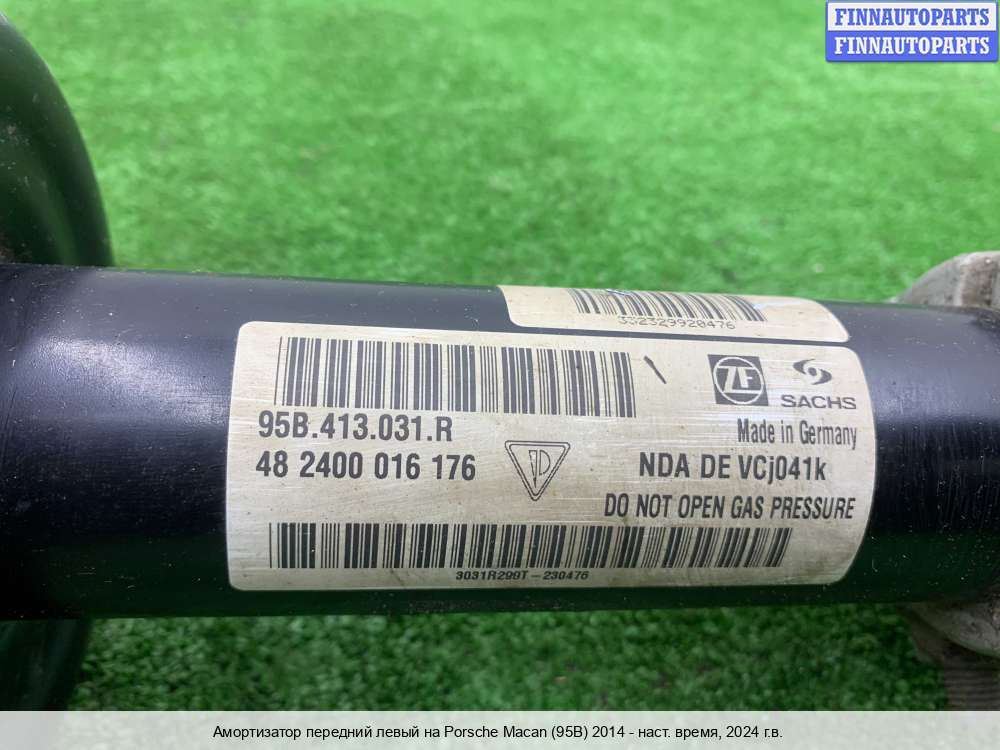 FINNAUTOPARTS
FINNAUTOPARTS
332329920476
ZF
SACHS
95B.413.031.R
Made in Germany
48 2400 016 176
NDA DE VCj041k
DO NOT OPEN GAS PRESSURE
3031R299T-230476
Амортизатор передний левый на Porsche Macan (95B) 2014 - наст. время, 2024 г.в.